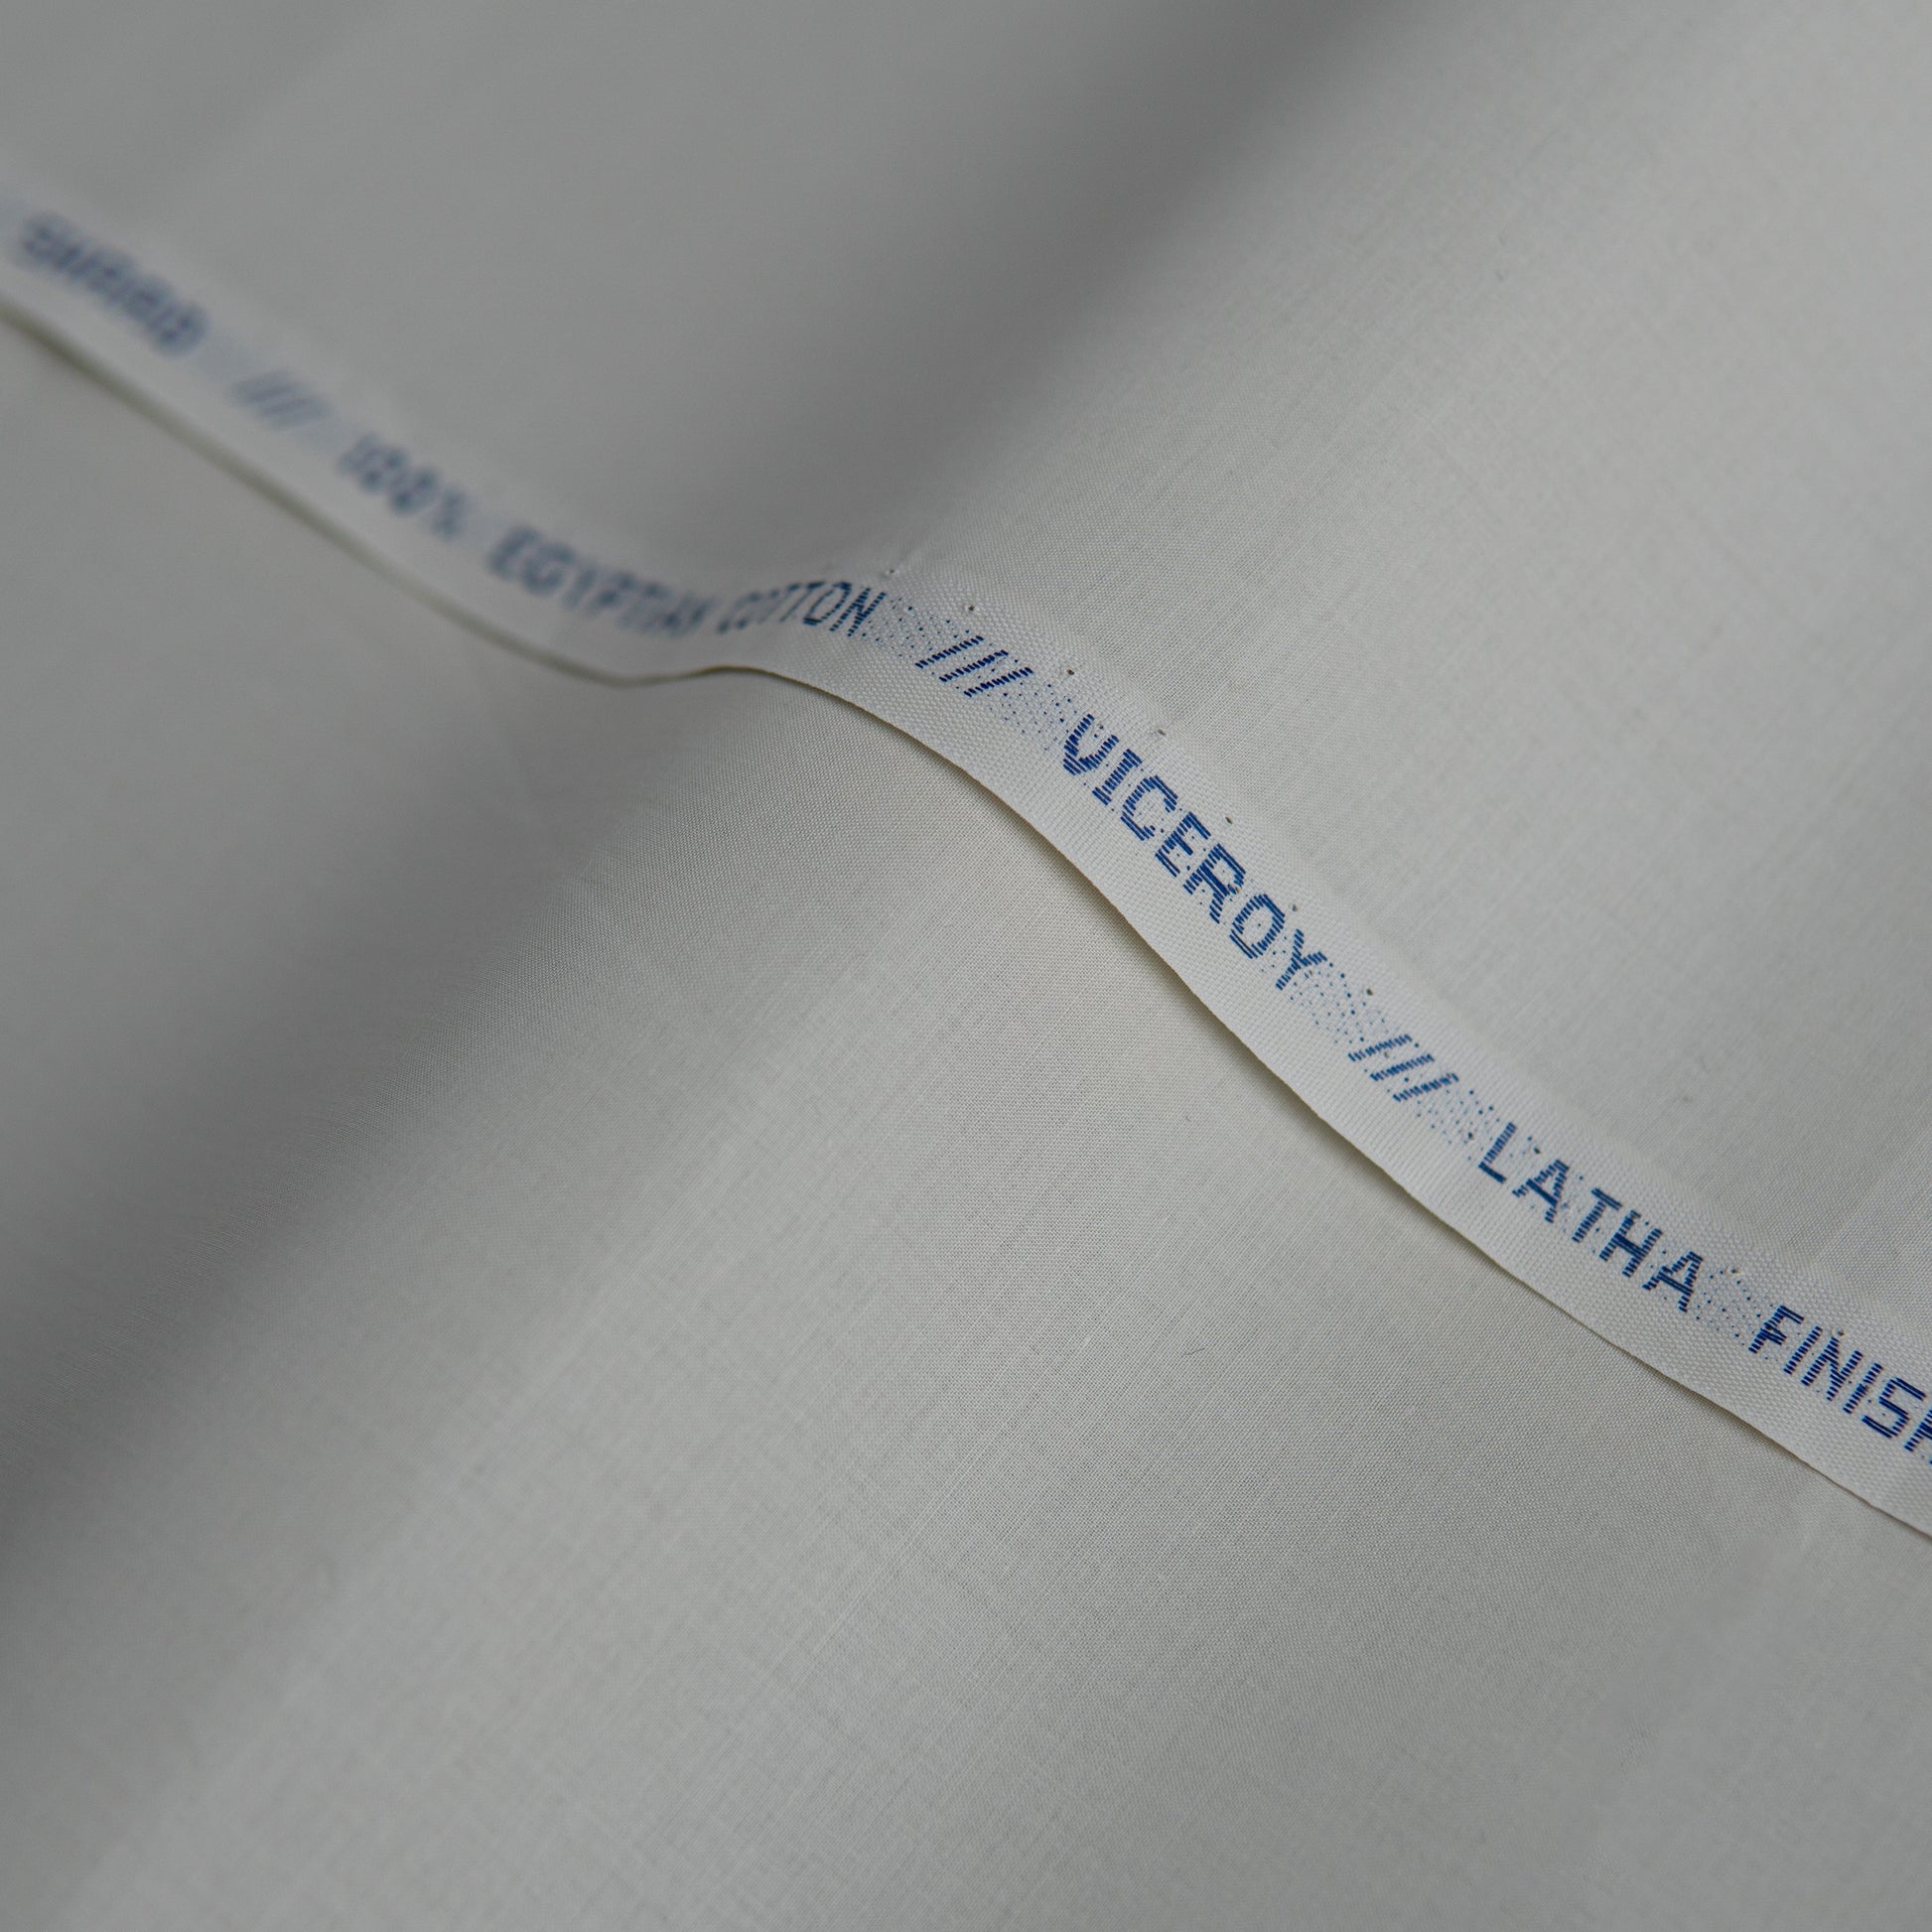 /// 100% EGYPTIAN COTTON /// VICEROY /// LATHA FINISH